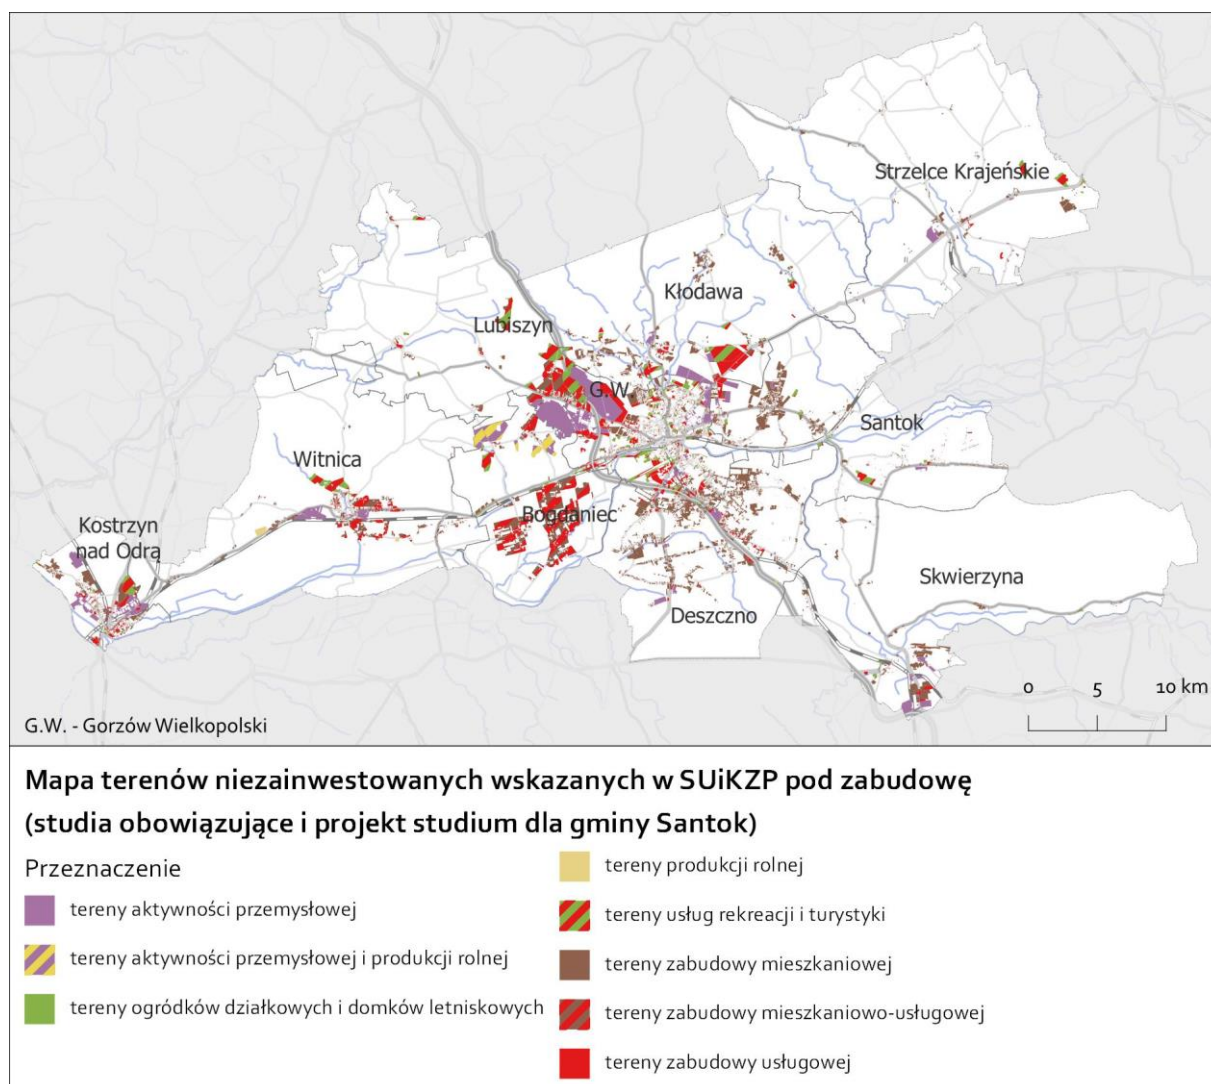 Strzelce Krajeńskie
Kłodawa
Lubiszyn
G.W.
Santok
Witnica
Bogdaniec
Kostrzyn
nad Odrą
Skwierzyna
Deszczno
0 5 10 km
G.W. - Gorzów Wielkopolski
Mapa terenów niezainwestowanych wskazanych w SUiKZP pod zabudowę
(studia obowiązujące i projekt studium dla gminy Santok)
Przeznaczenie
tereny aktywności przemysłowej
tereny aktywności przemysłowej i produkcji rolnej
tereny ogródków działkowych i domków letniskowych
tereny produkcji rolnej
tereny usług rekreacji i turystyki
tereny zabudowy mieszkaniowej
tereny zabudowy mieszkaniowo-usługowej
tereny zabudowy usługowej